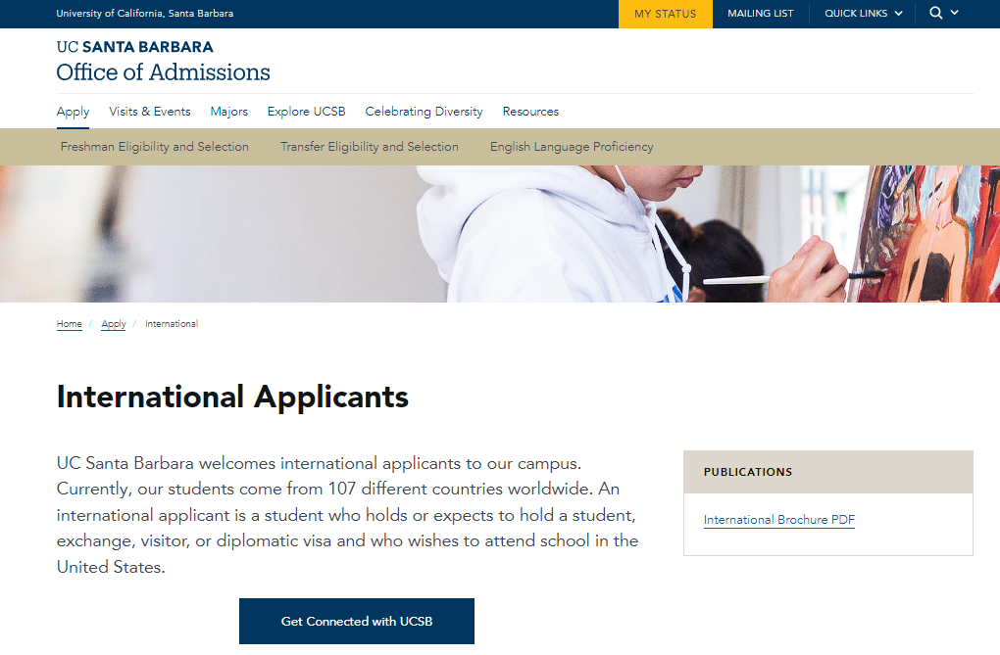 University of California, Santa Barbara
MY STATUS
MAILING LIST
QUICK LINKS
UC SANTA BARBARA
Office of Admissions
Apply
Visits & Events
Majors
Explore UCSB
Celebrating Diversity
Resources
Freshman Eligibility and Selection
Transfer Eligibility and Selection
English Language Proficiency
Home / Apply / International
International Applicants
UC Santa Barbara welcomes international applicants to our campus.
Currently, our students come from 107 different countries worldwide. An
international applicant is a student who holds or expects to hold a student,
exchange, visitor, or diplomatic visa and who wishes to attend school in the
United States.
Get Connected with UCSB
PUBLICATIONS
International Brochure PDF